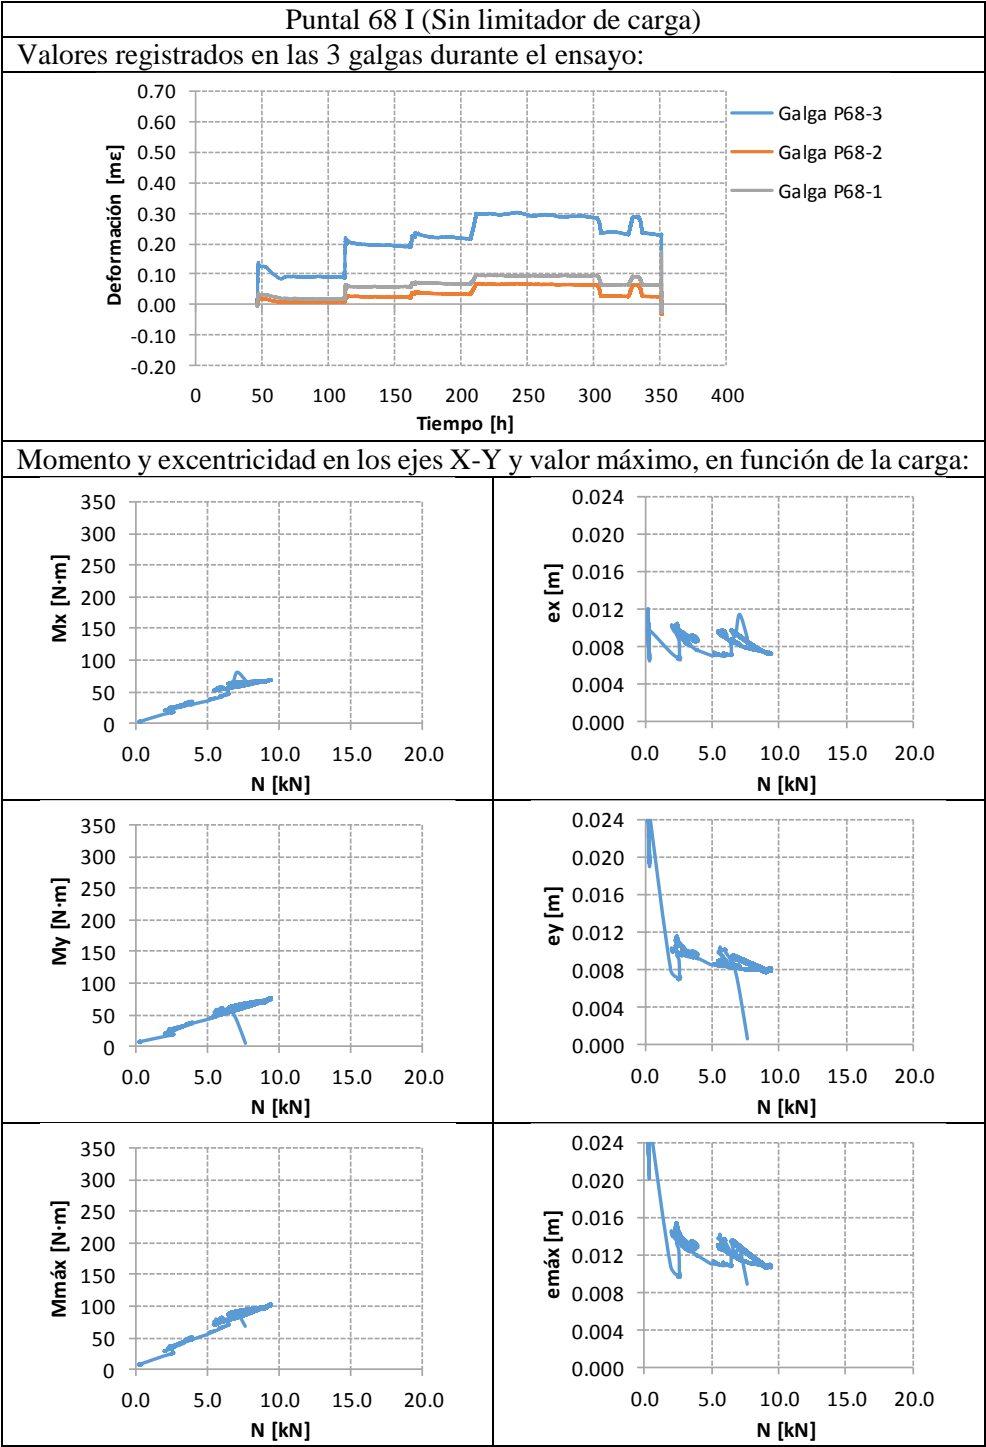 Puntal 68 I (Sin limitador de carga)
Valores registrados en las 3 galgas durante el ensayo:
Deformación [mε]
0.70
0.60
0.50
0.40
0.30
0.20
0.10
0.00
-0.10
-0.20
0 50 100 150 200 250 300 350 400
Tiempo [h]
Galga P68-3
Galga P68-2
Galga P68-1
Momento y excentricidad en los ejes X-Y y valor máximo, en función de la carga:
Mx [N·m]
350
300
250
200
150
100
50
0
0.0 5.0 10.0 15.0 20.0
N [kN]
ex [m]
0.024
0.020
0.016
0.012
0.008
0.004
0.000
0.0 5.0 10.0 15.0 20.0
N [kN]
My [N·m]
350
300
250
200
150
100
50
0
0.0 5.0 10.0 15.0 20.0
N [kN]
ey [m]
0.024
0.020
0.016
0.012
0.008
0.004
0.000
0.0 5.0 10.0 15.0 20.0
N [kN]
Mmáx [N·m]
350
300
250
200
150
100
50
0
0.0 5.0 10.0 15.0 20.0
N [kN]
emáx [m]
0.024
0.020
0.016
0.012
0.008
0.004
0.000
0.0 5.0 10.0 15.0 20.0
N [kN]